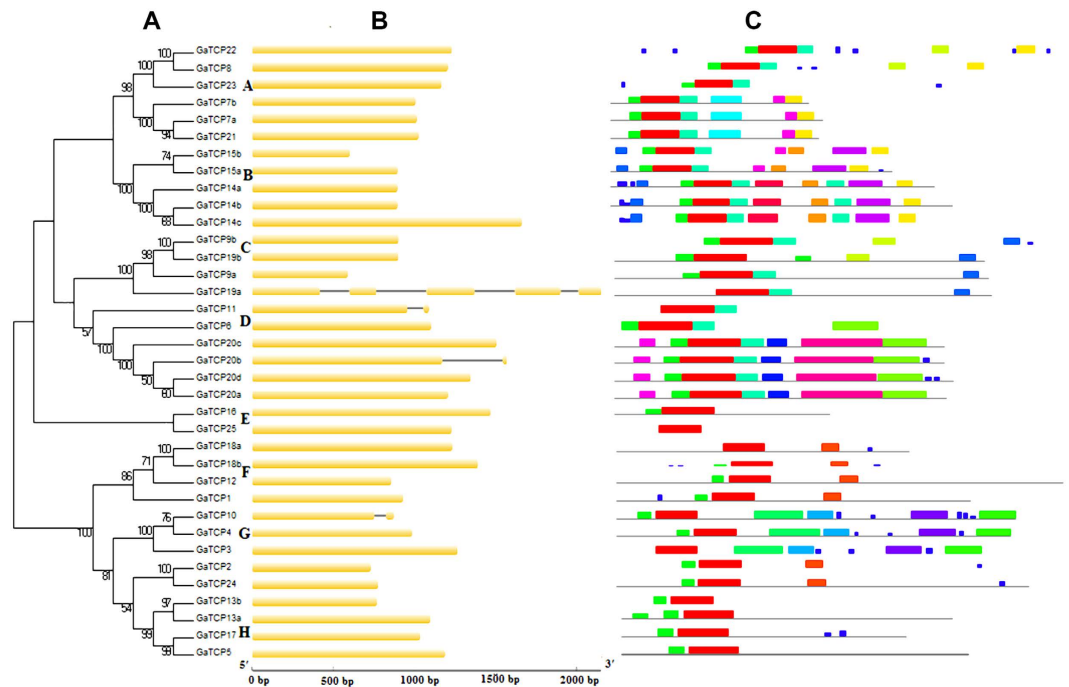 A B C
100 GaTCP22
100 GaTCP8
98 GaTCP23 A
GaTCP7b
100 GaTCP7a
94 GaTCP21
74 GaTCP15b
GaTCP15a B
100 GaTCP14a
100 GaTCP14b
68 GaTCP14c
100 GaTCP9b C
98 GaTCP19b
100 GaTCP9a
GaTCP19a
GaTCP11 D
57 GaTCP6
100 GaTCP20c
100 GaTCP20b
50 GaTCP20d
60 GaTCP20a
GaTCP16 E
GaTCP25
100 GaTCP18a
71 GaTCP18b F
86 GaTCP12
GaTCP1
76 GaTCP10
100 100 GaTCP4 G
GaTCP3
100 GaTCP2
81 GaTCP24
97 GaTCP13b
54 GaTCP13a
99 GaTCP17 H
99 GaTCP5
5' 3'
0 bp 500 bp 1000 bp 1500 bp 2000 bp